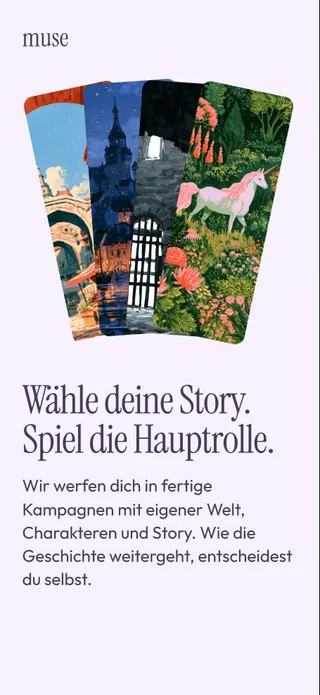 muse
Wähle deine Story.
Spiel die Hauptrolle.
Wir werfen dich in fertige
Kampagnen mit eigener Welt,
Charakteren und Story. Wie die
Geschichte weitergeht, entscheidest
du selbst.